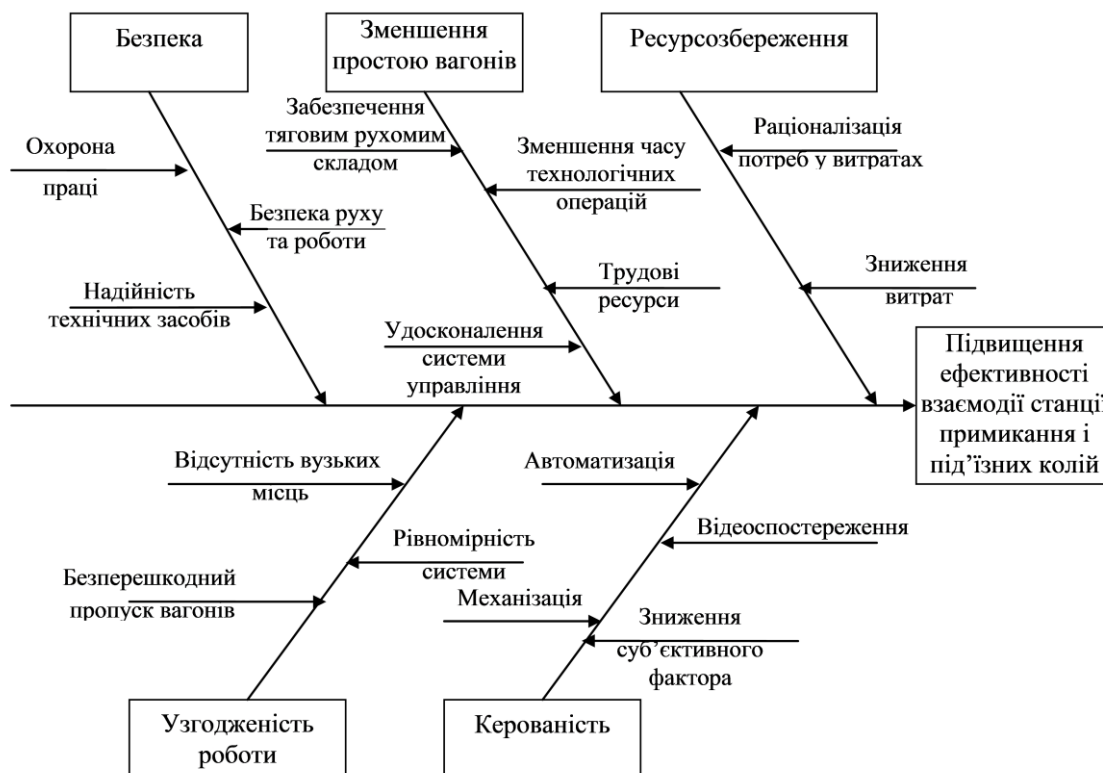 Безпека
Зменшення
простою вагонів
Ресурсозбереження
Охорона
праці
Безпека руху
та роботи
Надійність
технічних засобів
Забезпечення
тяговим рухомим
складом
Зменшення часу
технологічних
операцій
Трудові
ресурси
Удосконалення
системи
управління
Раціоналізація
потреб у витратах
Зниження
витрат
Підвищення
ефективності
взаємодії станції
примикання і
під’їзних колій
Відсутність вузьких
місць
Рівномірність
системи
Безперешкодний
пропуск вагонів
Автоматизація
Відеоспостереження
Механізація
Зниження
суб’єктивного
фактора
Узгодженість
роботи
Керованість